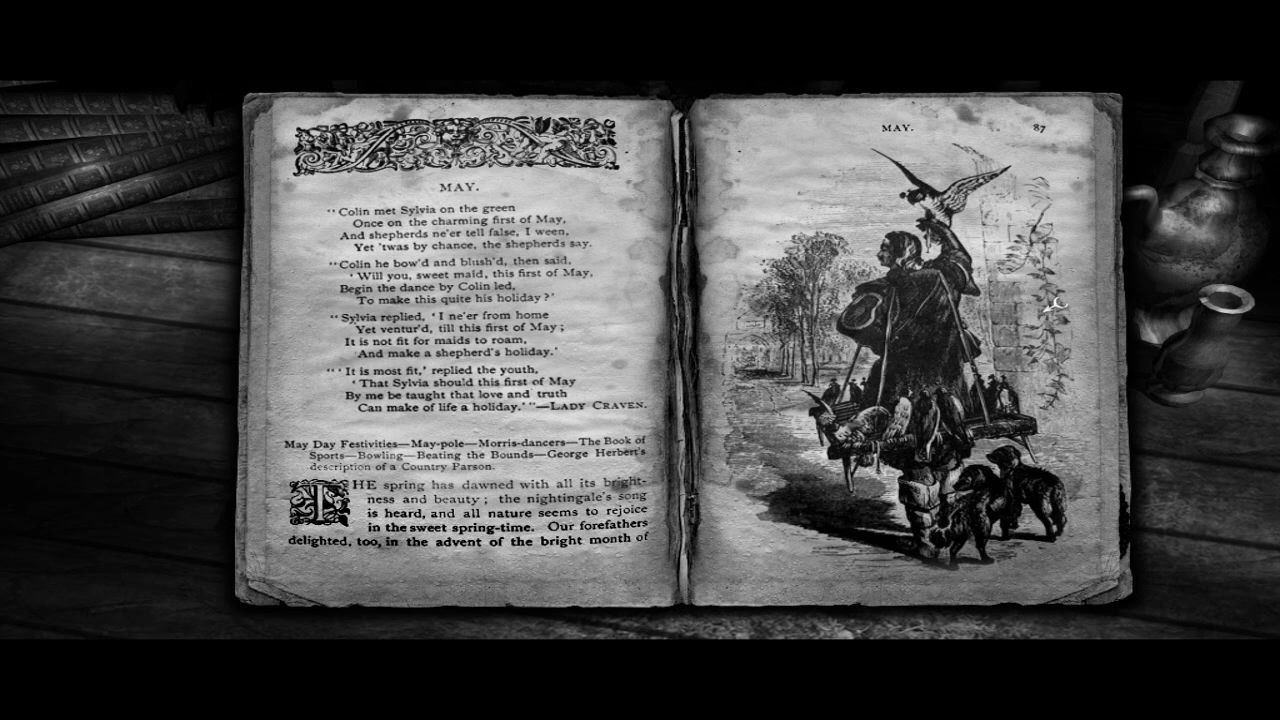 MAY.
"Colin met Sylvia on the green
Once on the charming first of May,
And shepherds ne'er tell false, I ween,
Yet 'twas by chance, the shepherds say.
"Colin he bow'd and blush'd, then said,
'Will you, sweet maid, this first of May,
Begin the dance by Colin led,
To make this quite his holiday?'
"Sylvia replied, 'I ne'er from home
Yet ventur'd, till this first of May;
It is not fit for maids to roam,
And make a shepherd's holiday.'
"'It is most fit,' replied the youth,
'That Sylvia should this first of May
By me be taught that love and truth
Can make of life a holiday.'"—LADY CRAVEN.
May Day Festivities—May-pole—Morris-dancers—The Book of
Sports—Bowling—Beating the Bounds—George Herbert's
description of a Country Parson.
THE spring has dawned with all its bright-
ness and beauty; the nightingale's song
is heard, and all nature seems to rejoice
in the sweet spring-time. Our forefathers
delighted, too, in the advent of the bright month of
MAY. 87